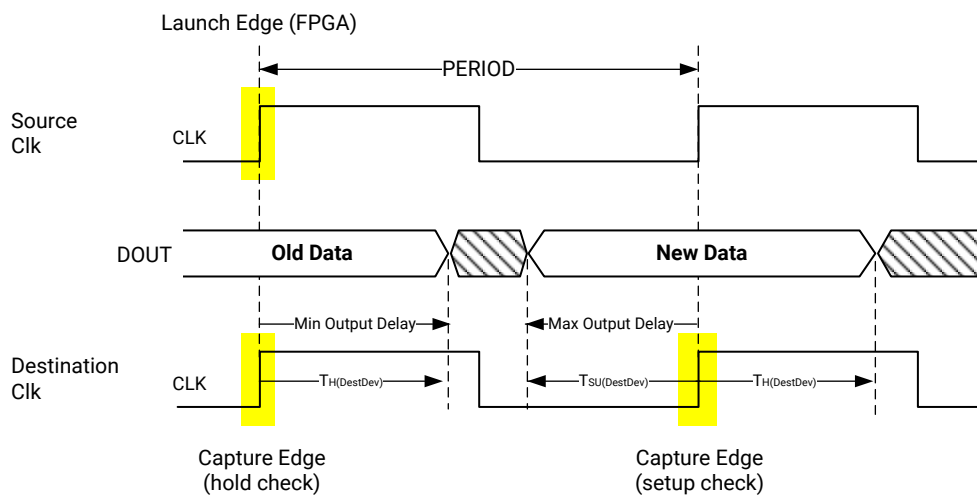 Launch Edge (FPGA)
PERIOD
Source
Clk
CLK
DOUT
Old Data
New Data
Min Output Delay
Max Output Delay
Destination
Clk
CLK
TH(DestDev)
TSU(DestDev)
TH(DestDev)
Capture Edge
(hold check)
Capture Edge
(setup check)